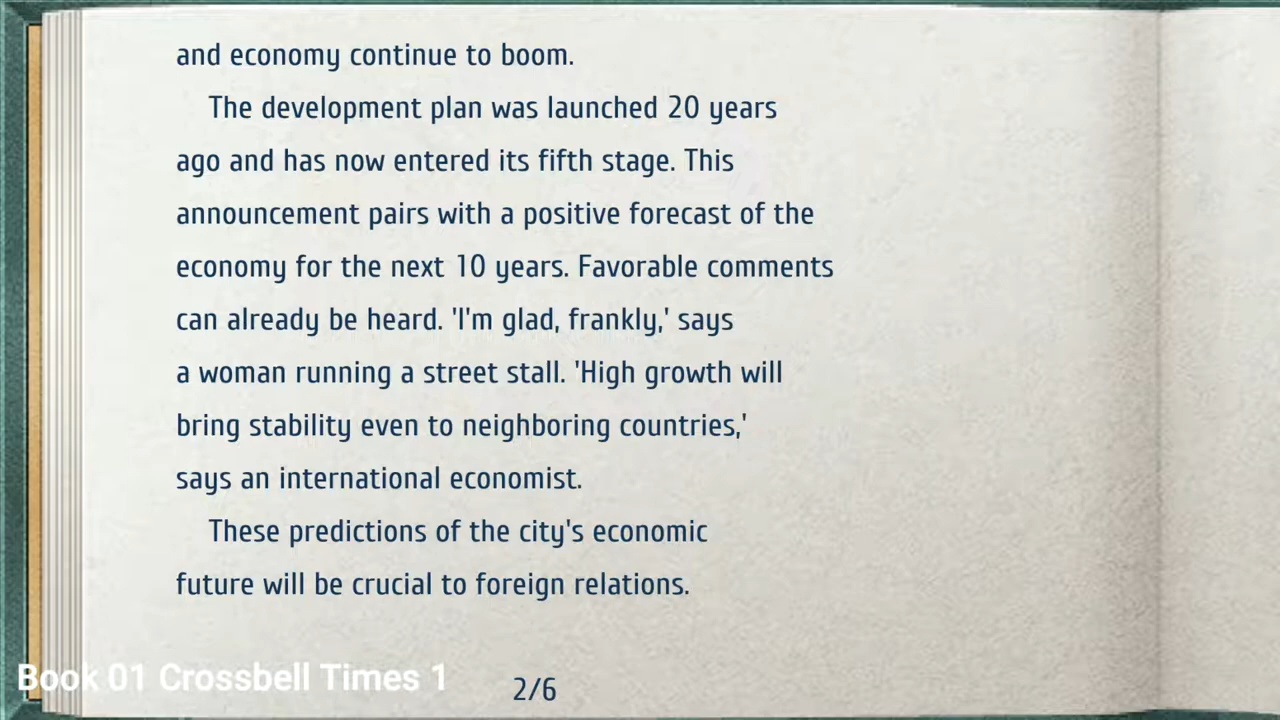 and economy continue to boom.
The development plan was launched 20 years
ago and has now entered its fifth stage. This
announcement pairs with a positive forecast of the
economy for the next 10 years. Favorable comments
can already be heard. 'I'm glad, frankly,' says
a woman running a street stall. 'High growth will
bring stability even to neighboring countries,'
says an international economist.
These predictions of the city's economic
future will be crucial to foreign relations.
Book 01 Crossbell Times 1
2/6